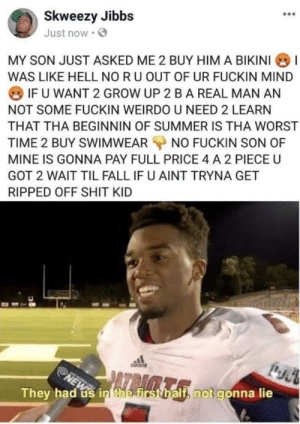 Skweezy Jibbs
Just now
MY SON JUST ASKED ME 2 BUY HIM A BIKINI 😷 I
WAS LIKE HELL NO R U OUT OF UR FUCKIN MIND
😷 IF U WANT 2 GROW UP 2 B A REAL MAN AN
NOT SOME FUCKIN WEIRDO U NEED 2 LEARN
THAT THA BEGINNIN OF SUMMER IS THA WORST
TIME 2 BUY SWIMWEAR 👇 NO FUCKIN SON OF
MINE IS GONNA PAY FULL PRICE 4 A 2 PIECE U
GOT 2 WAIT TIL FALL IF U AINT TRYNA GET
RIPPED OFF SHIT KID
PATRIOTS
NEWS
They had us in the first half, not gonna lie